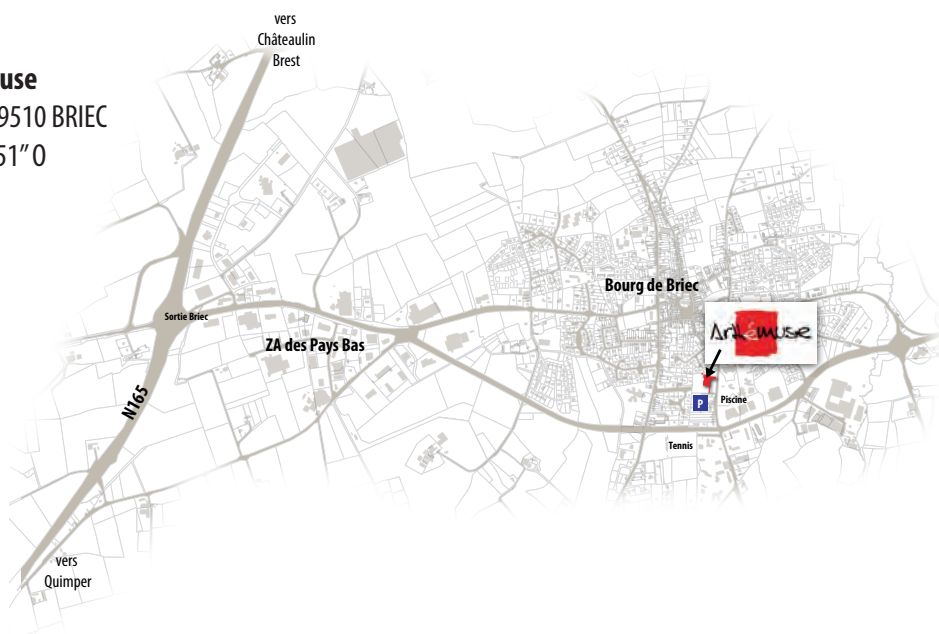 vers
Châteaulin
Brest
use
9510 BRIEC
51" O
Bourg de Briec
Sortie Briec
Artémuse
ZA des Pays Bas
N165
P
Piscine
Tennis
vers
Quimper